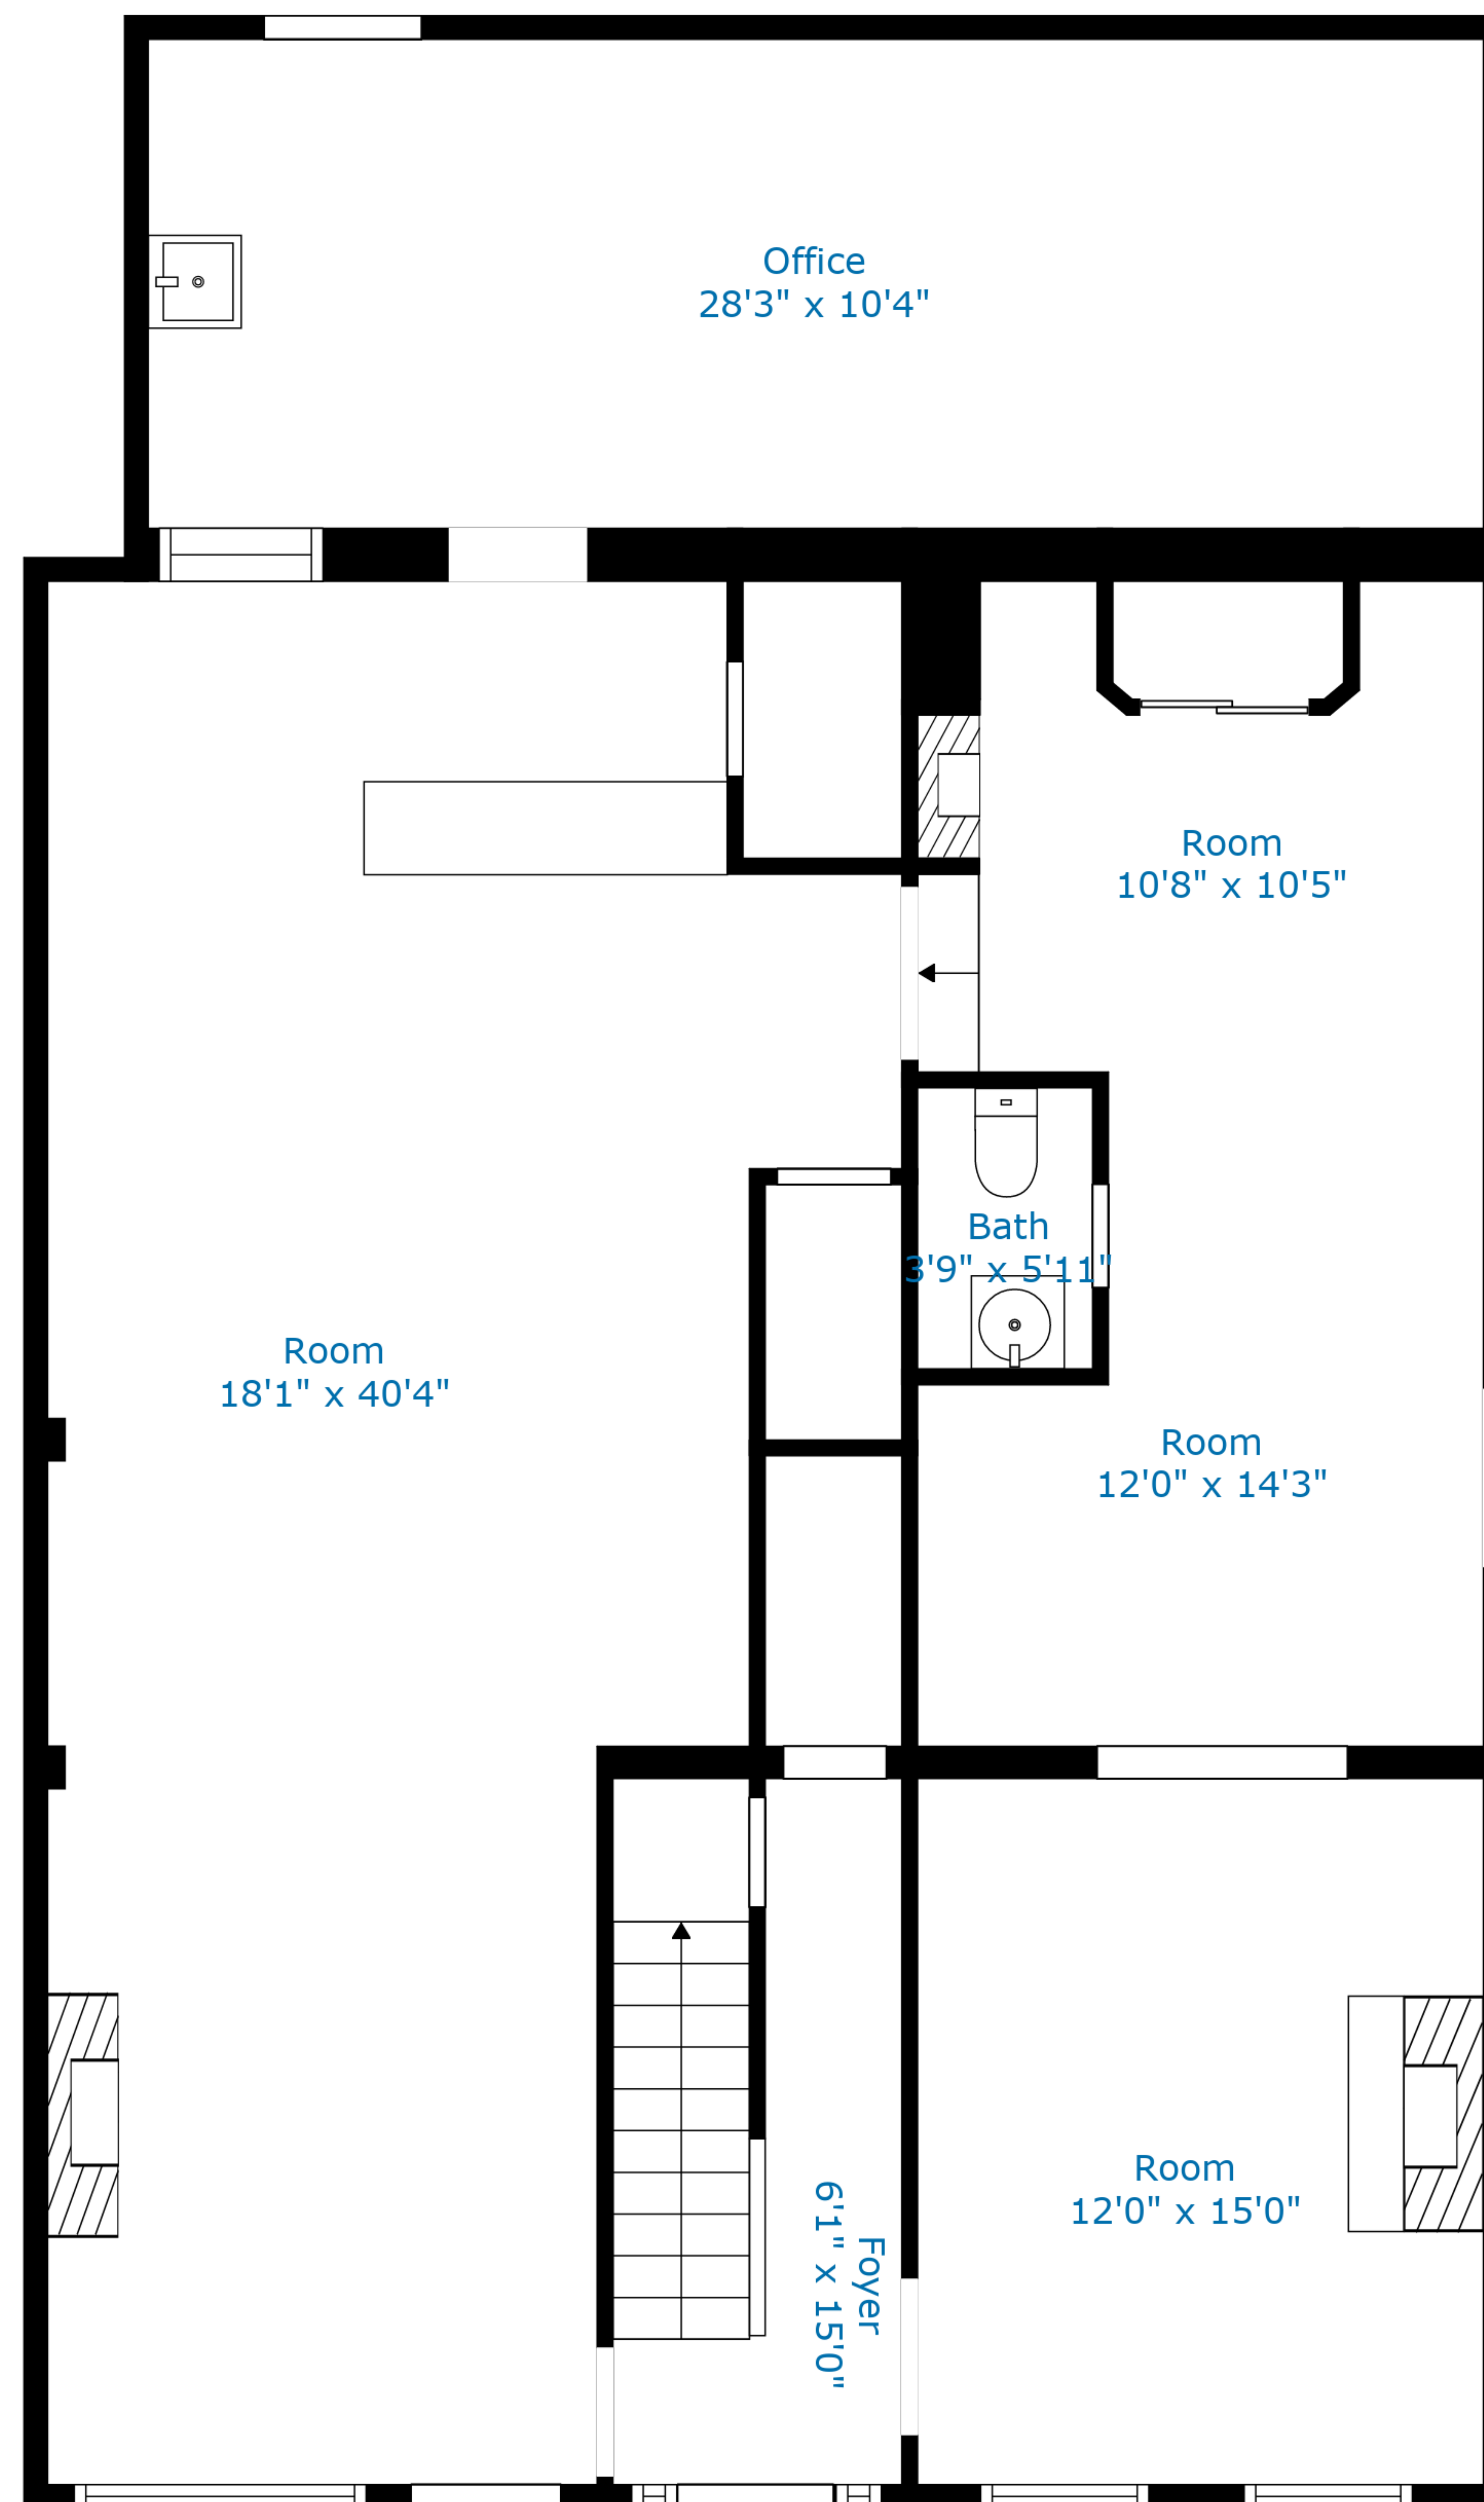 Office
28'3" x 10'4"
Room
10'8" x 10'5"
Bath
3'9" x 5'11"
Room
18'1" x 40'4"
Room
12'0" x 14'3"
Room
12'0" x 15'0"
Foyer
6'1" x 15'0"